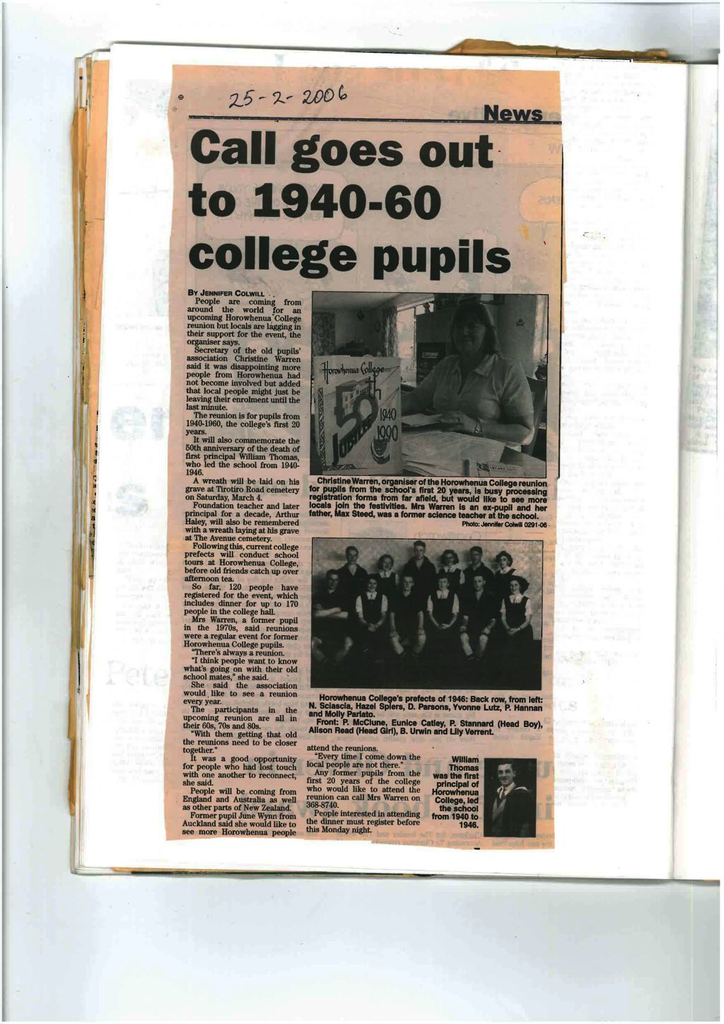 25-2-2006
News
Call goes out
to 1940-60
college pupils
BY JENNIFER COLWILL
People are coming from
around the world for an
upcoming Horowhenua College
reunion but locals are lagging in
their support for the event, the
organiser says.
Secretary of the old pupils'
association Christine Warren
said it was disappointing more
people from Horowhenua had
not become involved but added
that local people might just be
leaving their enrolment until the
last minute.
The reunion is for pupils from
1940-1960, the college's first 20
years.
It will also commemorate the
50th anniversary of the death of
first principal William Thomas,
who led the school from 1940-
1946.
A wreath will be laid on his
grave at Tirotiro Road cemetery
on Saturday, March 4.
Foundation teacher and later
principal for a decade, Arthur
Haley, will also be remembered
with a wreath laying at his grave
at The Avenue cemetery.
Following this, current college
prefects will conduct school
tours at Horowhenua College,
before old friends catch up over
afternoon tea.
So far, 120 people have
registered for the event, which
includes dinner for up to 170
people in the college hall.
Mrs Warren, a former pupil
in the 1970s, said reunions
were a regular event for former
Horowhenua College pupils.
"There's always a reunion.
"I think people want to know
what's going on with their old
school mates," she said.
She said the association
would like to see a reunion
every year.
The participants in the
upcoming reunion are all in
their 60s, 70s and 80s.
"With them getting that old
the reunions need to be closer
together."
It was a good opportunity
for people who had lost touch
with one another to reconnect,
she said.
People will be coming from
England and Australia as well
as other parts of New Zealand.
Former pupil June Wynn from
Auckland said she would like to
see more Horowhenua people
Horowhenua College
50
JUBILEE
1940
1990
Christine Warren, organiser of the Horowhenua College reunion
for pupils from the school's first 20 years, is busy processing
registration forms from far afield, but would like to see more
locals join the festivities. Mrs Warren is an ex-pupil and her
father, Max Steed, was a former science teacher at the school.
Photo: Jennifer Colwill 0291-06
Horowhenua College's prefects of 1946: Back row, from left:
N. Sciascia, Hazel Spiers, D. Parsons, Yvonne Lutz, P. Hannan
and Molly Parlato.
Front: P. McClune, Eunice Catley, P. Stannard (Head Boy),
Alison Read (Head Girl), B. Urwin and Lily Verrent.
attend the reunions.
"Every time I come down the
local people are not there."
Any former pupils from the
first 20 years of the college
who would like to attend the
reunion can call Mrs Warren on
368-8740.
People interested in attending
the dinner must register before
this Monday night.
William
Thomas
was the first
principal of
Horowhenua
College, led
the school
from 1940 to
1946.